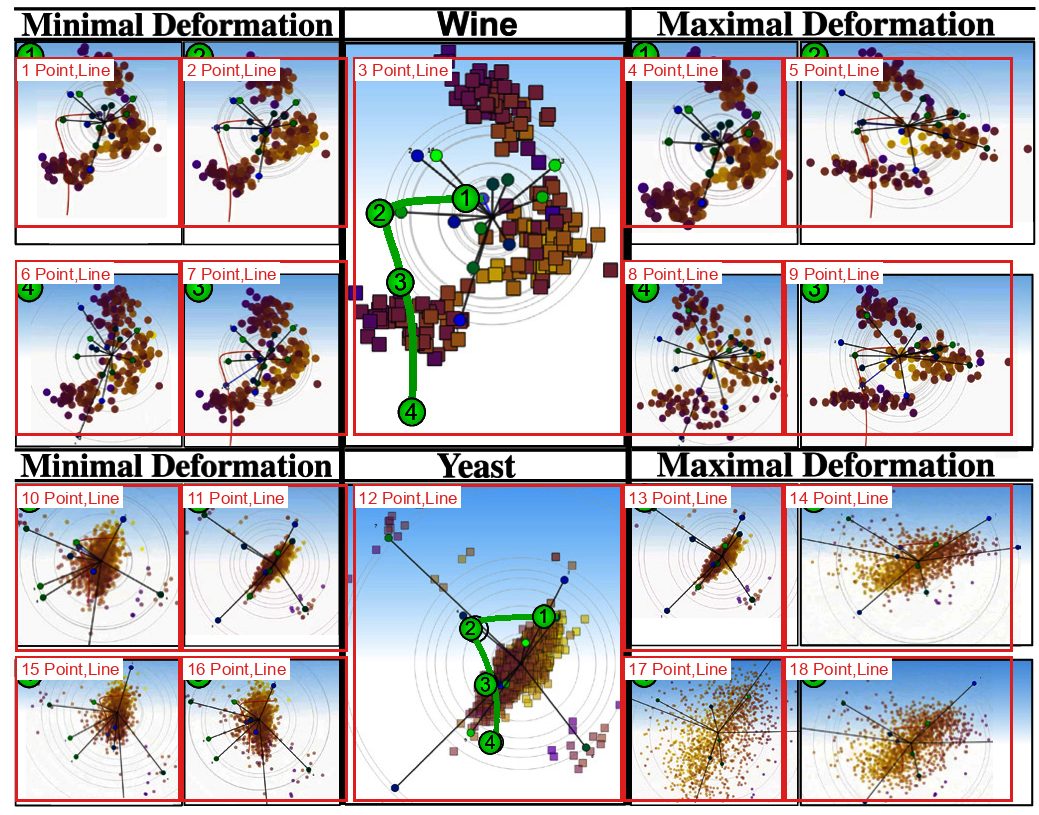 Minimal Deformation Wine Maximal Deformation
1 2 1 2
1 Point,Line 2 Point,Line 3 Point,Line 4 Point,Line 5 Point,Line
1
2
3
4
6 Point,Line 7 Point,Line 8 Point,Line 9 Point,Line
4 3 4 3
Minimal Deformation Yeast Maximal Deformation
10 Point,Line 11 Point,Line 12 Point,Line 13 Point,Line 14 Point,Line
1
2
15 Point,Line 16 Point,Line 17 Point,Line 18 Point,Line
3
4